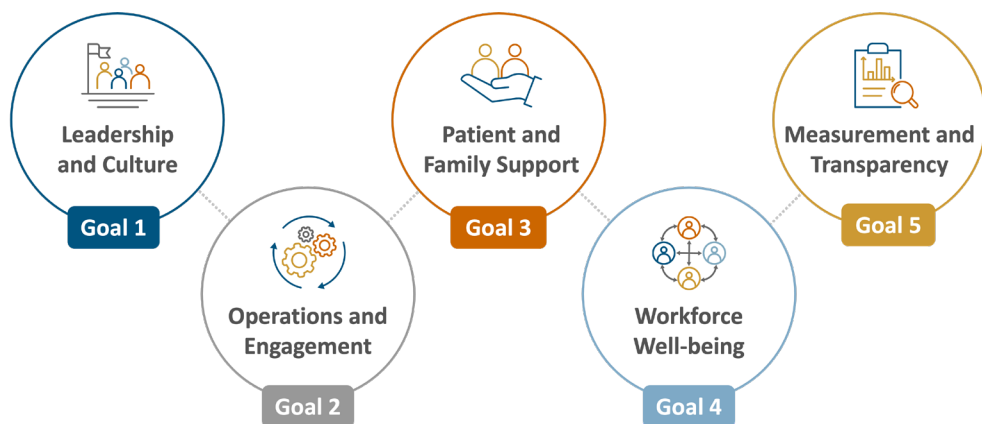 Leadership
and Culture
Goal 1
Operations and
Engagement
Goal 2
Patient and
Family Support
Goal 3
Workforce
Well-being
Goal 4
Measurement and
Transparency
Goal 5